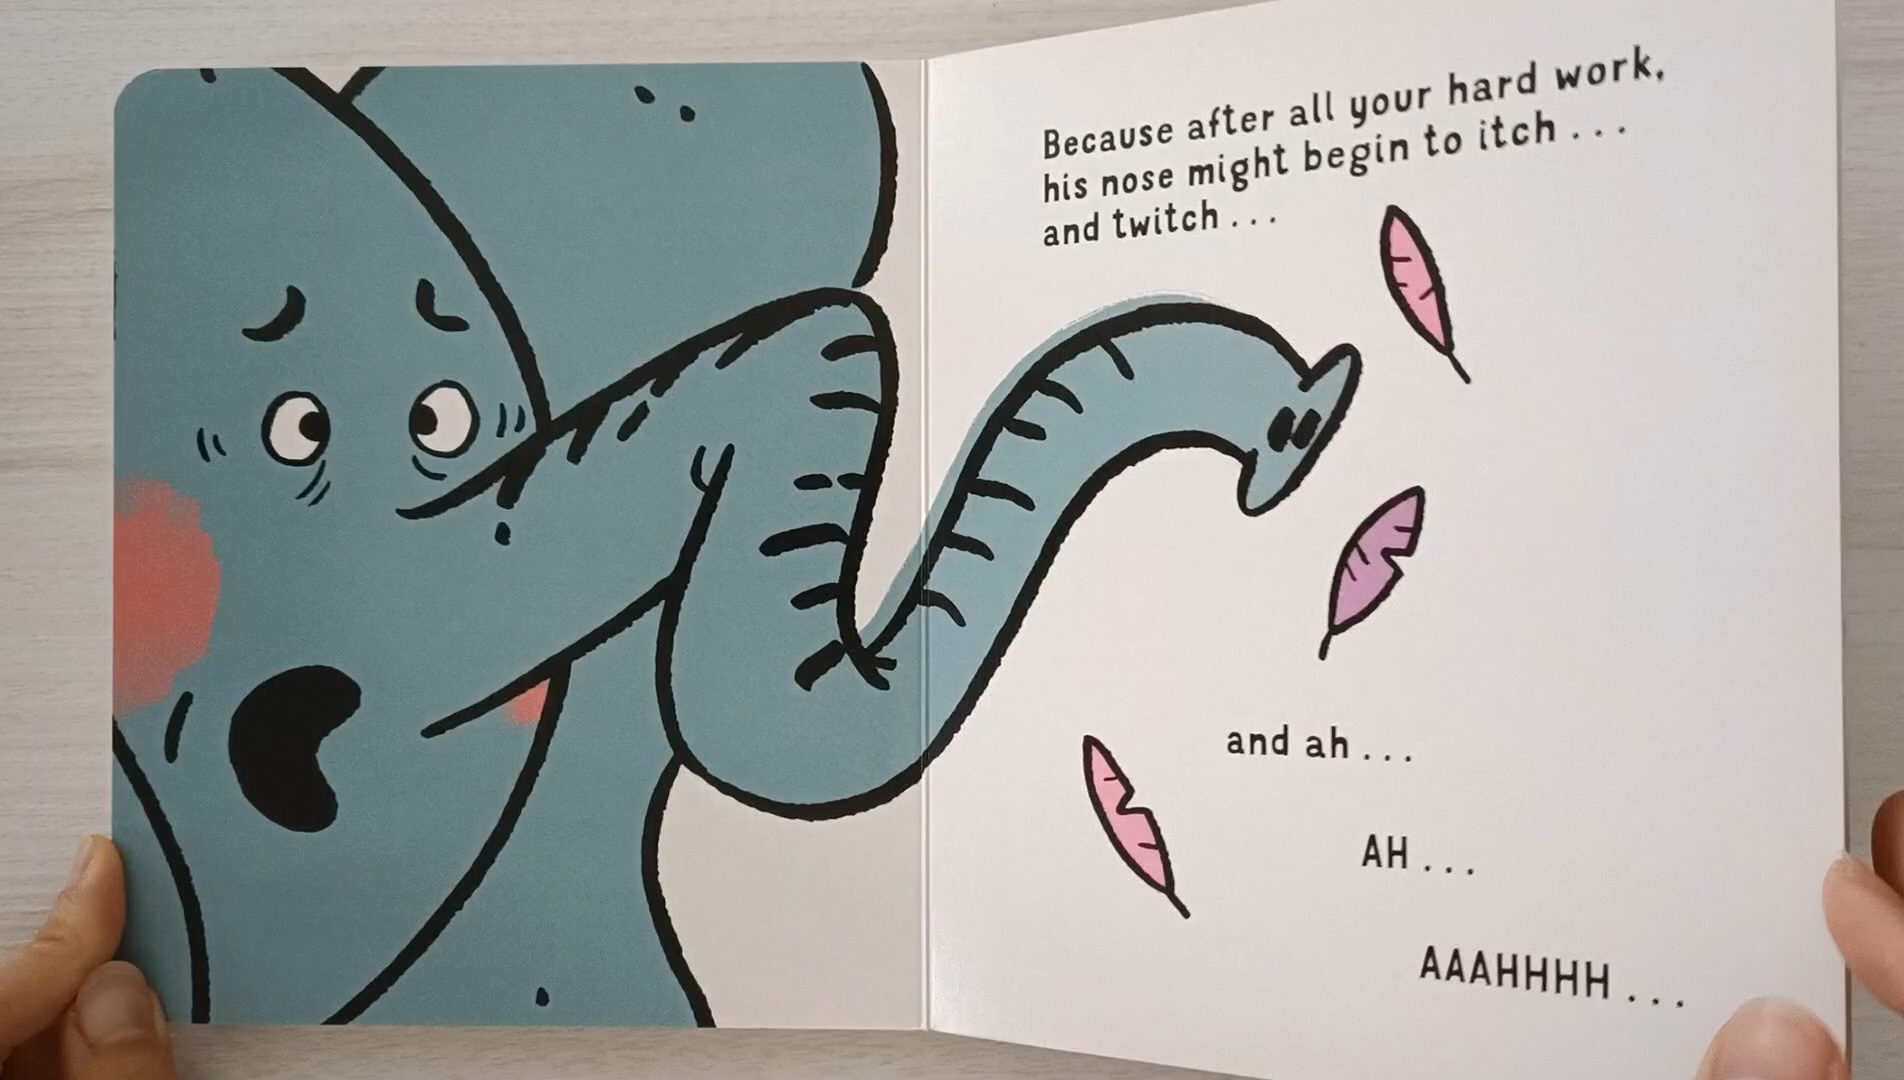 Because after all your hard work,
his nose might begin to itch . . .
and twitch . . .
and ah . . .
AH . . .
AAAHHHH . . .